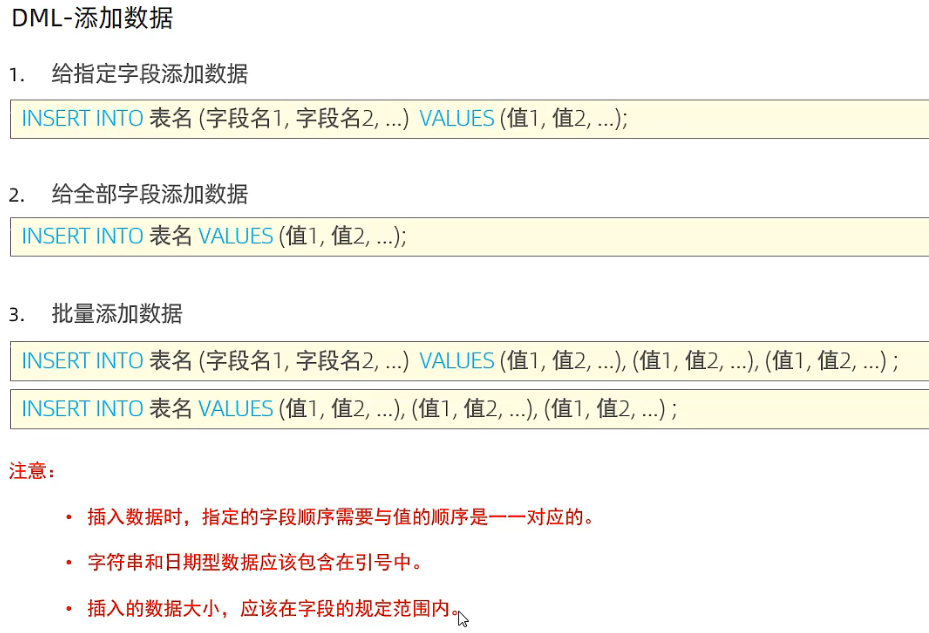 DML-添加数据
1. 给指定字段添加数据
INSERT INTO 表名 (字段名1, 字段名2, ...) VALUES (值1, 值2, ...);
2. 给全部字段添加数据
INSERT INTO 表名 VALUES (值1, 值2, ...);
3. 批量添加数据
INSERT INTO 表名 (字段名1, 字段名2, ...) VALUES (值1, 值2, ...), (值1, 值2, ...), (值1, 值2, ...) ;
INSERT INTO 表名 VALUES (值1, 值2, ...), (值1, 值2, ...), (值1, 值2, ...) ;
注意：
• 插入数据时，指定的字段顺序需要与值的顺序是一一对应的。
• 字符串和日期型数据应该包含在引号中。
• 插入的数据大小，应该在字段的规定范围内。